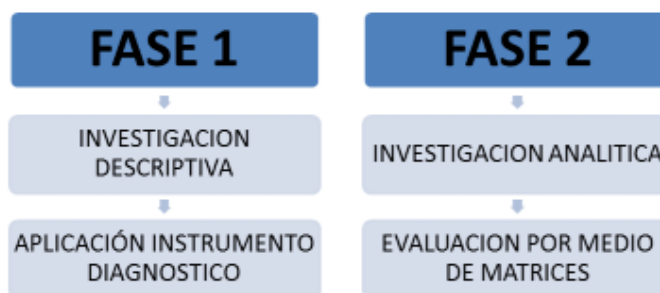 FASE 1
INVESTIGACION
DESCRIPTIVA
APLICACIÓN INSTRUMENTO
DIAGNOSTICO
FASE 2
INVESTIGACION ANALITICA
EVALUACION POR MEDIO
DE MATRICES